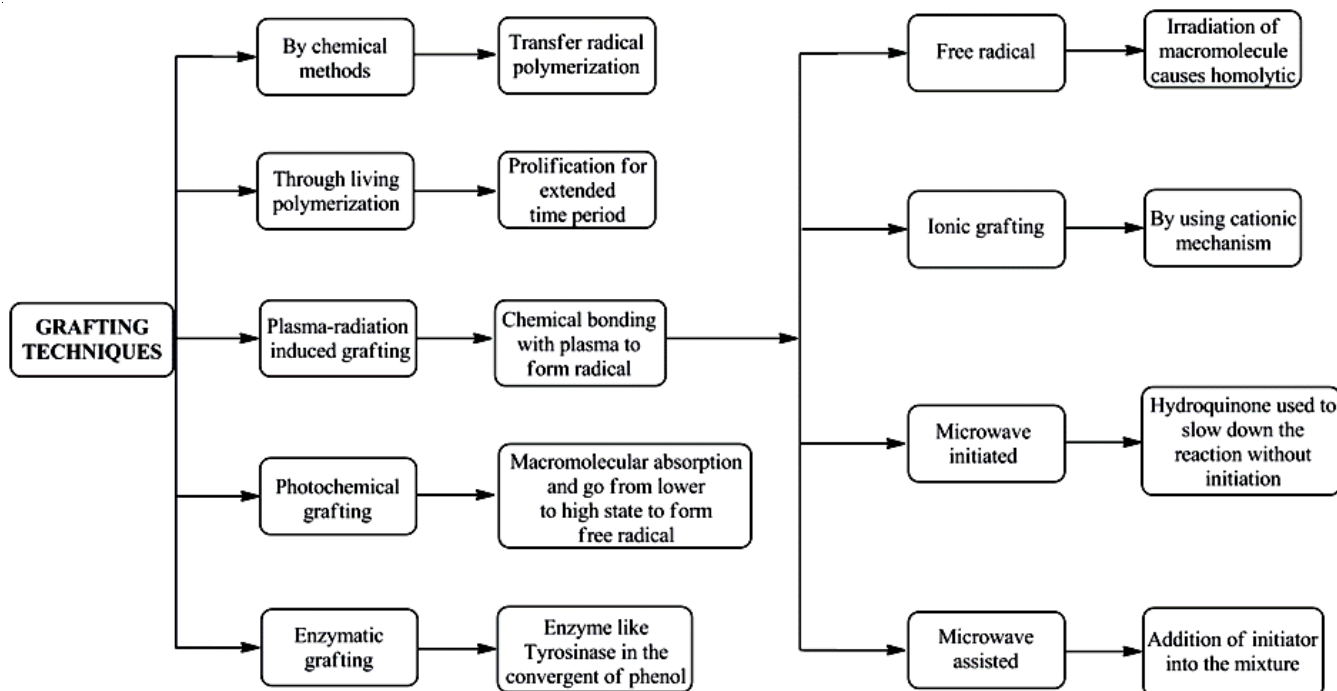 GRAFTING
TECHNIQUES
By chemical
methods
Transfer radical
polymerization
Through living
polymerization
Prolification for
extended
time period
Plasma-radiation
induced grafting
Chemical bonding
with plasma to
form radical
Photochemical
grafting
Macromolecular absorption
and go from lower
to high state to form
free radical
Enzymatic
grafting
Enzyme like
Tyrosinase in the
convergent of phenol
Free radical
Irradiation of
macromolecule
causes homolytic
Ionic grafting
By using cationic
mechanism
Microwave
initiated
Hydroquinone used to
slow down the
reaction without
initiation
Microwave
assisted
Addition of initiator
into the mixture